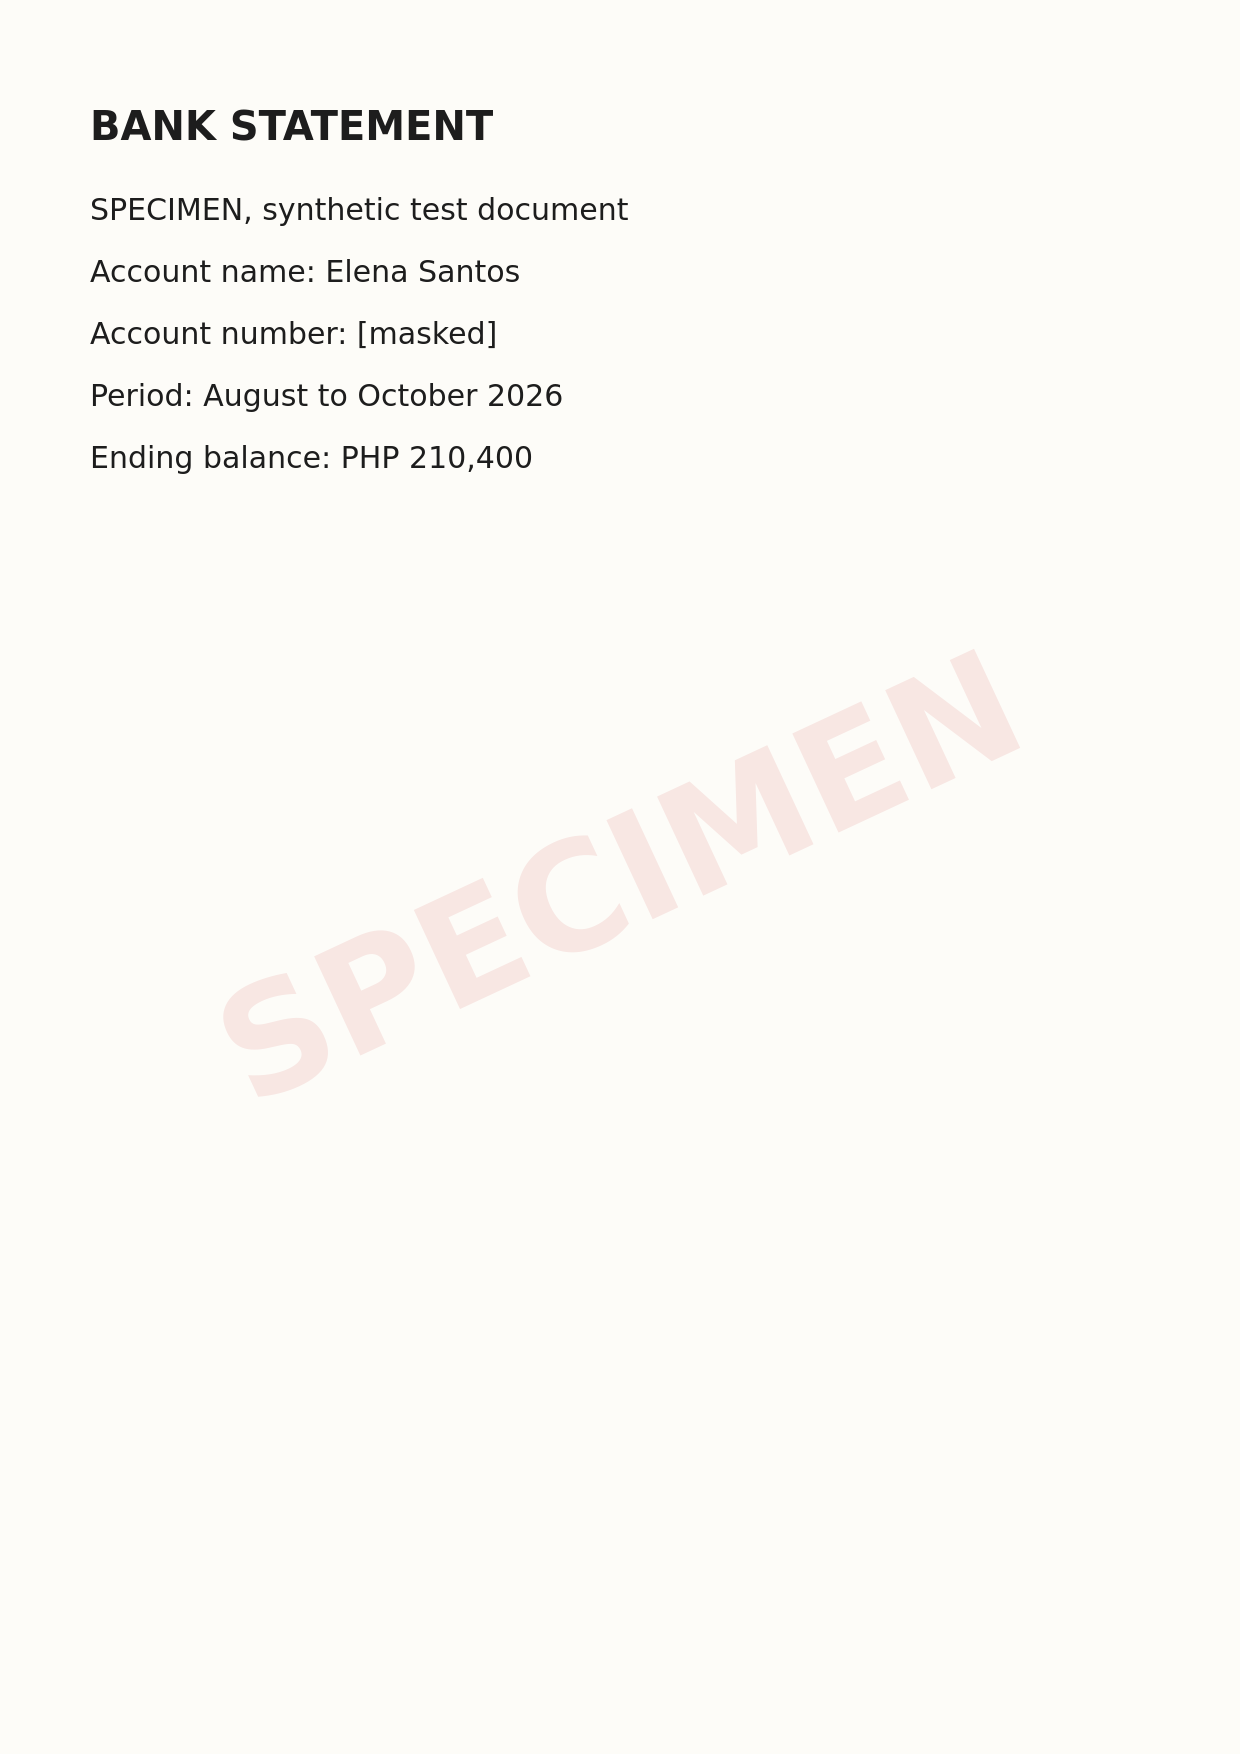 BANK STATEMENT
SPECIMEN, synthetic test document
Account name: Elena Santos
Account number: [masked]
Period: August to October 2026
Ending balance: PHP 210,400
SPECIMEN